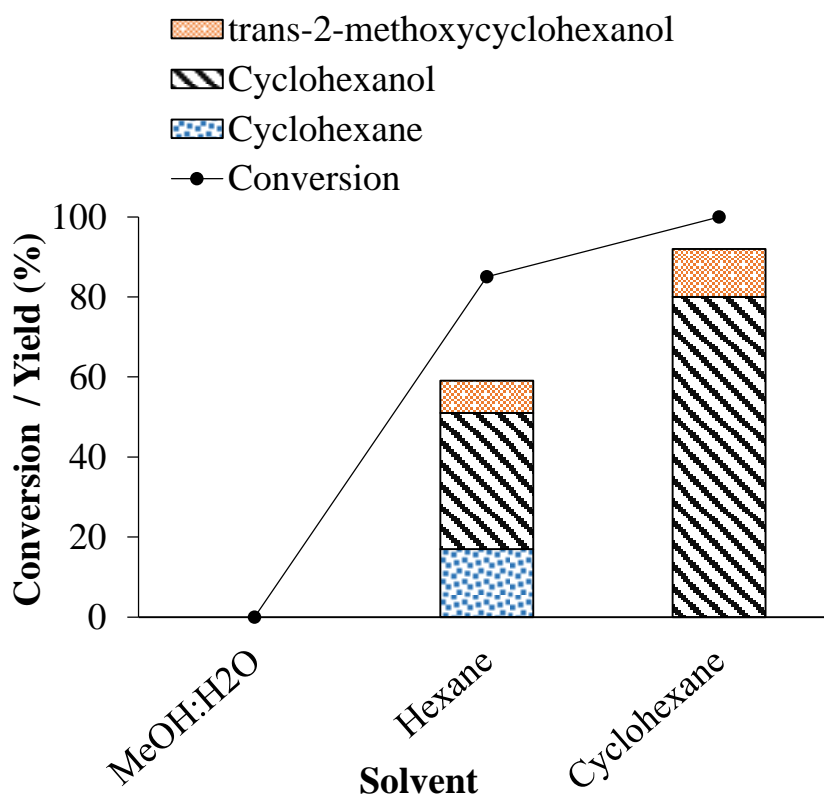 trans-2-methoxycyclohexanol
Cyclohexanol
Cyclohexane
Conversion
Conversion / Yield (%)
100
80
60
40
20
0
MeOH:H2O
Hexane
Cyclohexane
Solvent